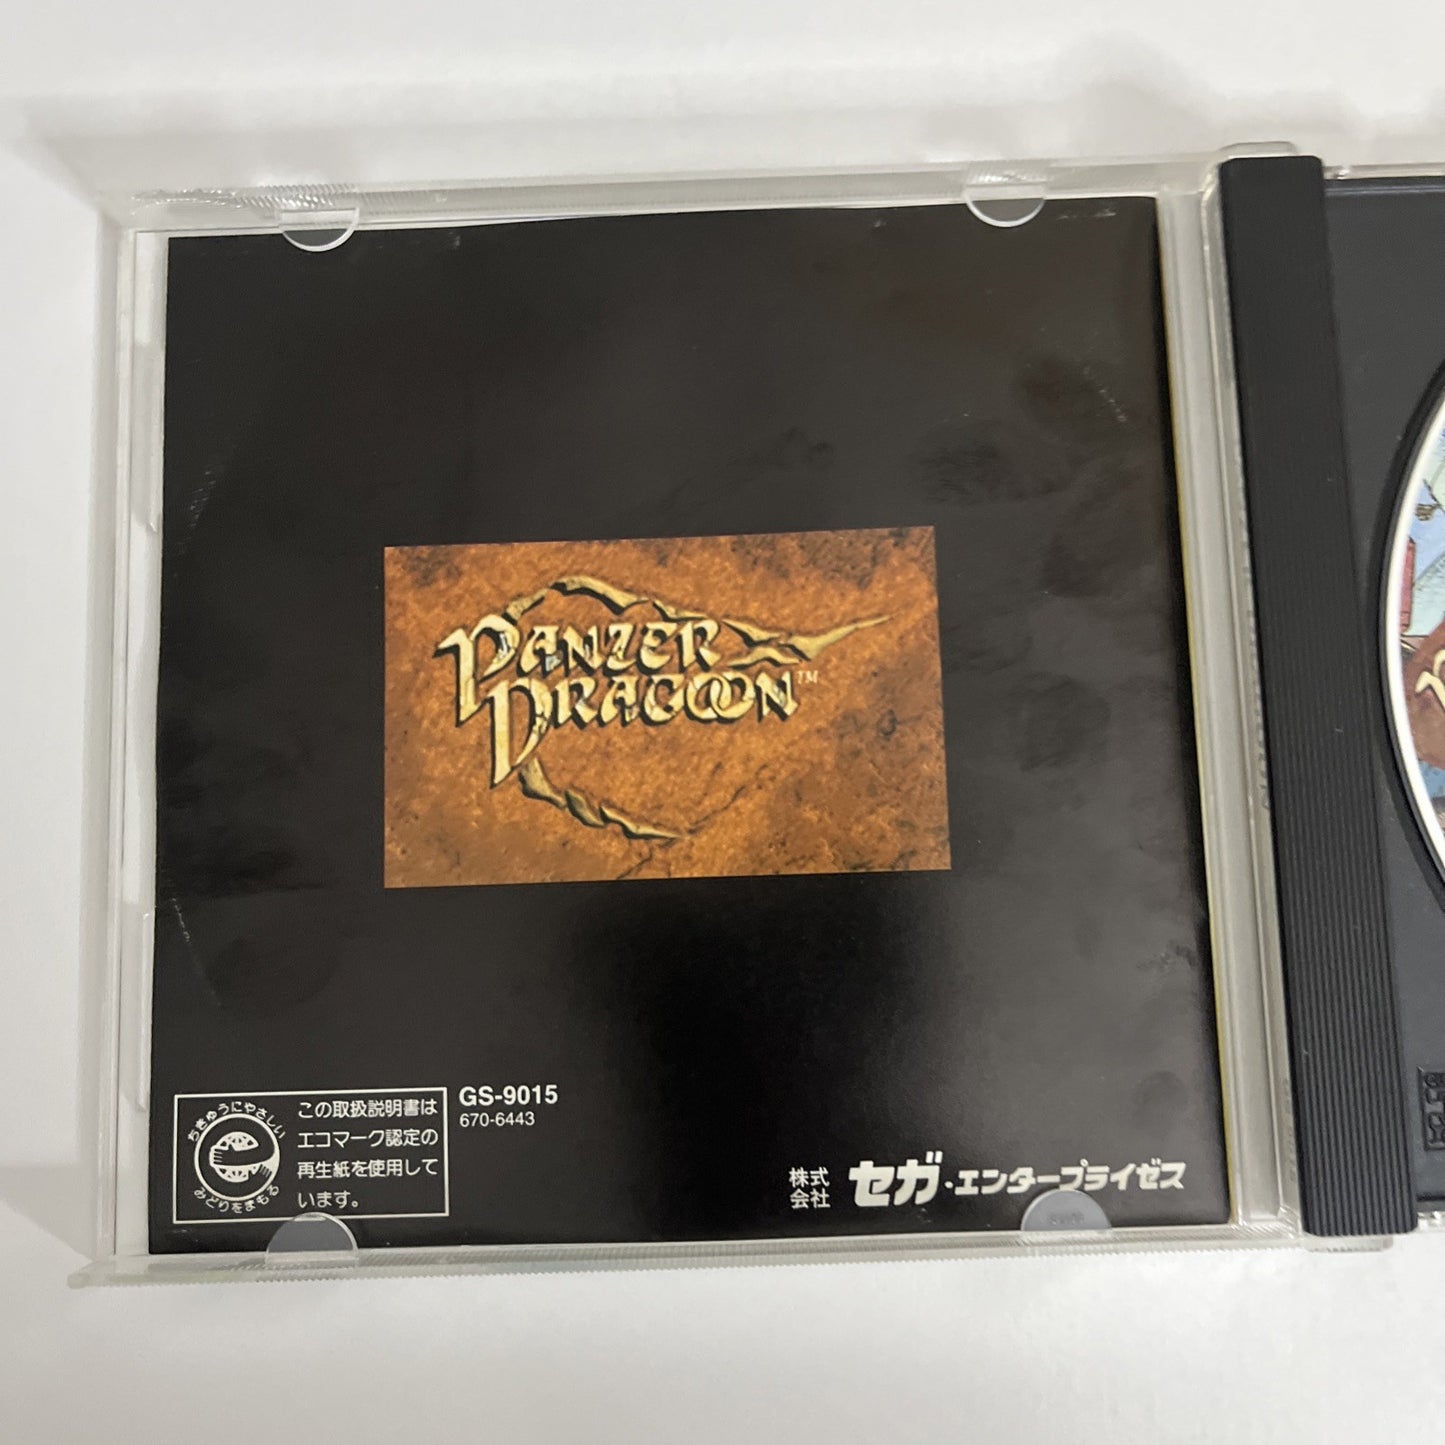 PANZER
DRAGOON™
ちきゅうにやさしい
みどりをまもる
この取扱説明書は
エコマーク認定の
再生紙を使用して
います。
GS-9015
670-6443
株式
会社
セガ・エンタープライゼス